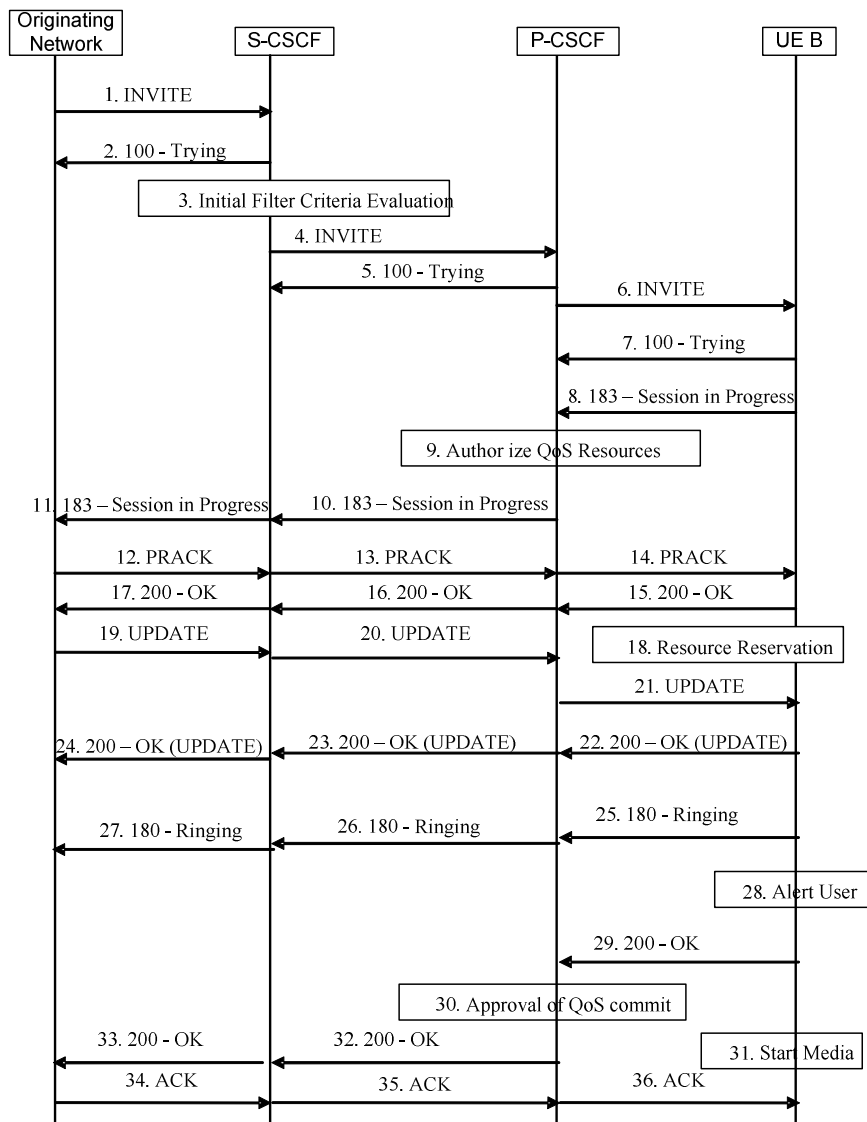 Originating
Network
S-CSCF
P-CSCF
UE B
1. INVITE
2. 100 - Trying
3. Initial Filter Criteria Evaluation
4. INVITE
5. 100 - Trying
6. INVITE
7. 100 - Trying
8. 183 – Session in Progress
9. Author ize QoS Resources
11. 183 – Session in Progress
10. 183 – Session in Progress
12. PRACK
13. PRACK
14. PRACK
17. 200 - OK
16. 200 - OK
15. 200 - OK
19. UPDATE
20. UPDATE
18. Resource Reservation
21. UPDATE
24. 200 – OK (UPDATE)
23. 200 – OK (UPDATE)
22. 200 – OK (UPDATE)
27. 180 - Ringing
26. 180 - Ringing
25. 180 - Ringing
28. Alert User
29. 200 - OK
30. Approval of QoS commit
33. 200 - OK
32. 200 - OK
31. Start Media
34. ACK
35. ACK
36. ACK